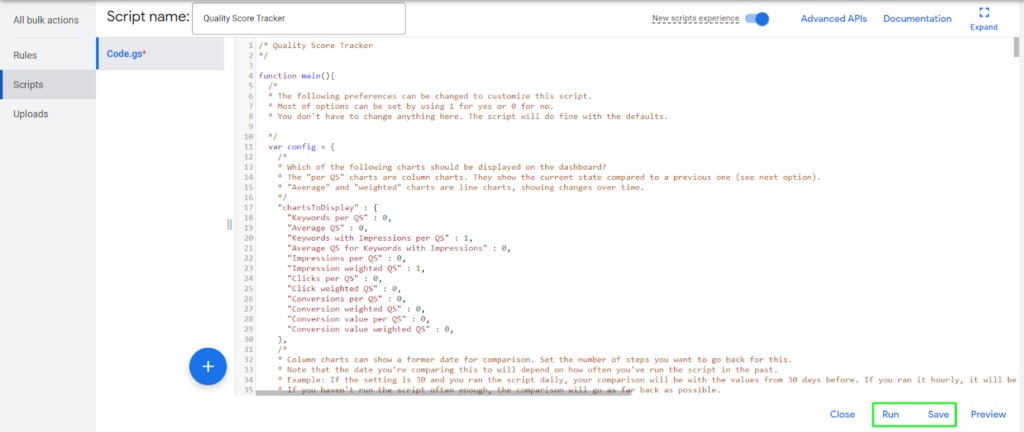 All bulk actions
Rules
Scripts
Uploads
Script name: Quality Score Tracker
New scripts experience
Advanced APIs
Documentation
Expand
Code.gs*
1 /* Quality Score Tracker
2 */
3
4 function main(){
5 /*
6 * The following preferences can be changed to customize this script.
7 * Most of options can be set by using 1 for yes or 0 for no.
8 * You don't have to change anything here. The script will do fine with the defaults.
9
10 */
11 var config = {
12 /*
13 * Which of the following charts should be displayed on the dashboard?
14 * The "per QS" charts are column charts. They show the current state compared to a previous one (see next option).
15 * "Average" and "weighted" charts are line charts, showing changes over time.
16 */
17 "chartsToDisplay" : {
18 "Keywords per QS" : 0,
19 "Average QS" : 0,
20 "Keywords with Impressions per QS" : 1,
21 "Average QS for Keywords with Impressions" : 0,
22 "Impressions per QS" : 0,
23 "Impression weighted QS" : 1,
24 "Clicks per QS" : 0,
25 "Click weighted QS" : 0,
26 "Conversions per QS" : 0,
27 "Conversion weighted QS" : 0,
28 "Conversion value per QS" : 0,
29 "Conversion value weighted QS" : 0,
30 },
31 /*
32 * Column charts can show a former date for comparison. Set the number of steps you want to go back for this.
33 * Note that the date you're comparing this to will depend on how often you've run the script in the past.
34 * Example: If the setting is 30 and you ran the script daily, your comparison will be with the values from 30 days before. If you ran it hourly, it will be
35 * If you haven't run the script often enough, the comparison will go as far back as possible.
+
Close
Run
Save
Preview